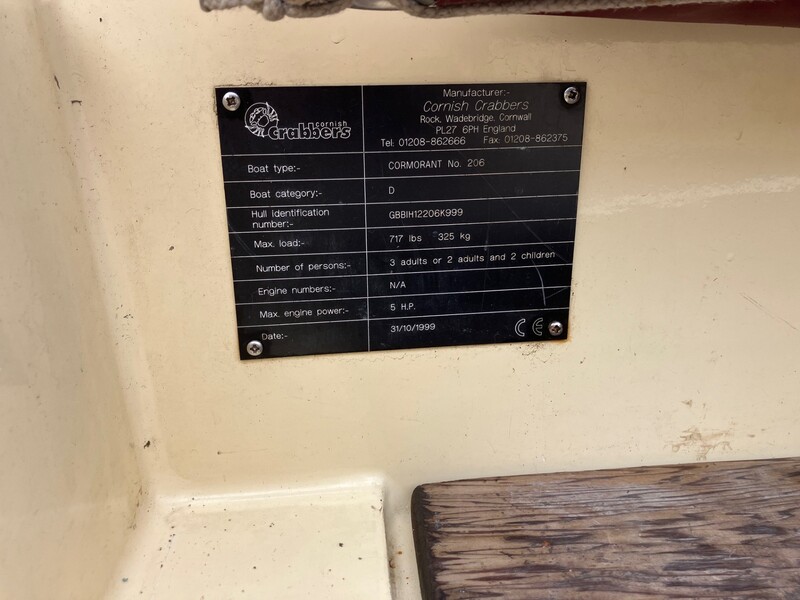 cornish
Crabbers
Manufacturer:-
Cornish Crabbers
Rock, Wadebridge, Cornwall
PL27 6PH England
Tel: 01208-862666 Fax: 01208-862375
Boat type:- CORMORANT No. 206
Boat category:- D
Hull identification
number:- GBBIH12206K999
Max. load:- 717 lbs 325 kg
Number of persons:- 3 adults or 2 adults and 2 children
Engine numbers:- N/A
Max. engine power:- 5 H.P.
Date:- 31/10/1999
CE